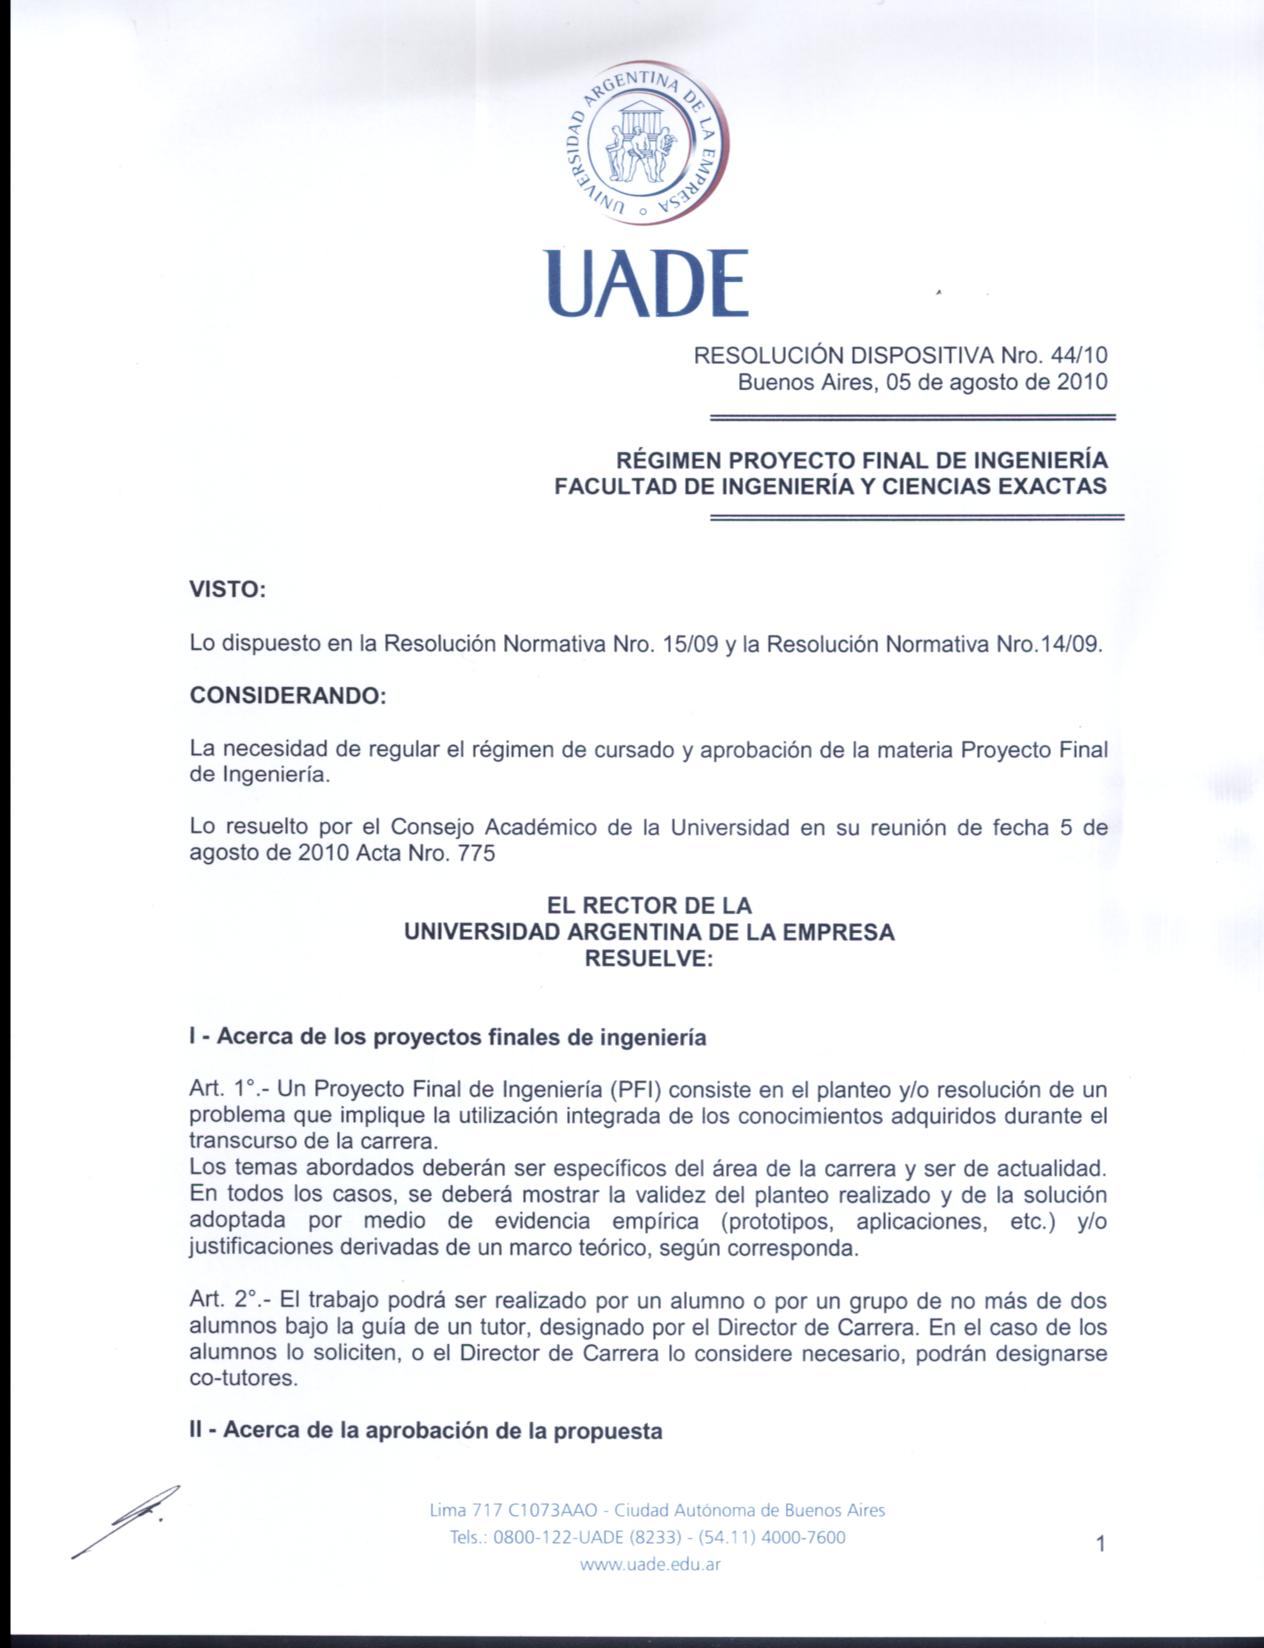 UNIVERSIDAD ARGENTINA DE LA EMPRESA
UADE
RESOLUCIÓN DISPOSITIVA Nro. 44/10
Buenos Aires, 05 de agosto de 2010
RÉGIMEN PROYECTO FINAL DE INGENIERÍA
FACULTAD DE INGENIERÍA Y CIENCIAS EXACTAS
VISTO:
Lo dispuesto en la Resolución Normativa Nro. 15/09 y la Resolución Normativa Nro.14/09.
CONSIDERANDO:
La necesidad de regular el régimen de cursado y aprobación de la materia Proyecto Final
de Ingeniería.
Lo resuelto por el Consejo Académico de la Universidad en su reunión de fecha 5 de
agosto de 2010 Acta Nro. 775
EL RECTOR DE LA
UNIVERSIDAD ARGENTINA DE LA EMPRESA
RESUELVE:
I - Acerca de los proyectos finales de ingeniería
Art. 1°.- Un Proyecto Final de Ingeniería (PFI) consiste en el planteo y/o resolución de un
problema que implique la utilización integrada de los conocimientos adquiridos durante el
transcurso de la carrera.
Los temas abordados deberán ser específicos del área de la carrera y ser de actualidad.
En todos los casos, se deberá mostrar la validez del planteo realizado y de la solución
adoptada por medio de evidencia empírica (prototipos, aplicaciones, etc.) y/o
justificaciones derivadas de un marco teórico, según corresponda.
Art. 2°.- El trabajo podrá ser realizado por un alumno o por un grupo de no más de dos
alumnos bajo la guía de un tutor, designado por el Director de Carrera. En el caso de los
alumnos lo soliciten, o el Director de Carrera lo considere necesario, podrán designarse
co-tutores.
II - Acerca de la aprobación de la propuesta
Lima 717 C1073AAO - Ciudad Autónoma de Buenos Aires
Tels.: 0800-122-UADE (8233) - (54.11) 4000-7600
www.uade.edu.ar
1